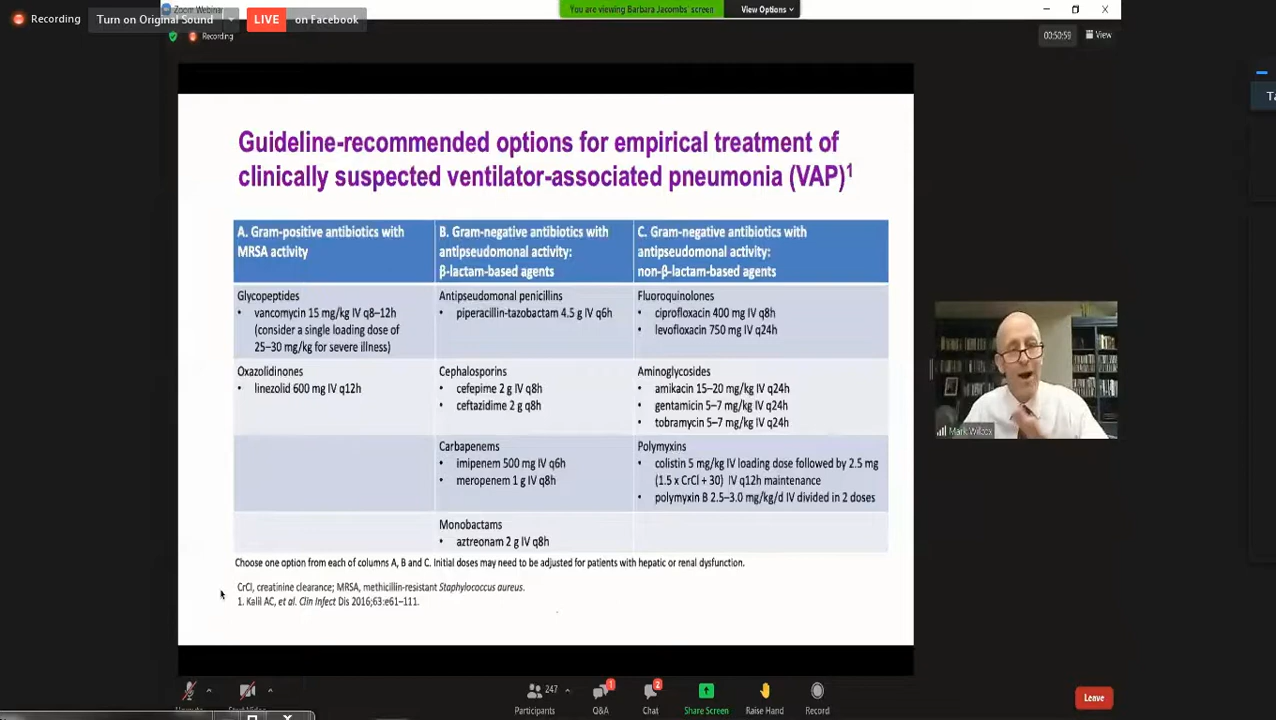 Zoom Webinar
Recording
Turn on Original Sound
LIVE
on Facebook
You are viewing Barbara Jacombs' screen
View Options
Recording
00:50:59
View
Guideline-recommended options for empirical treatment of
clinically suspected ventilator-associated pneumonia (VAP)1
A. Gram-positive antibiotics with
MRSA activity
B. Gram-negative antibiotics with
antipseudomonal activity:
β-lactam-based agents
C. Gram-negative antibiotics with
antipseudomonal activity:
non-β-lactam-based agents
Glycopeptides
• vancomycin 15 mg/kg IV q8–12h
(consider a single loading dose of
25–30 mg/kg for severe illness)
Antipseudomonal penicillins
• piperacillin-tazobactam 4.5 g IV q6h
Fluoroquinolones
• ciprofloxacin 400 mg IV q8h
• levofloxacin 750 mg IV q24h
Oxazolidinones
• linezolid 600 mg IV q12h
Cephalosporins
• cefepime 2 g IV q8h
• ceftazidime 2 g IV q8h
Aminoglycosides
• amikacin 15–20 mg/kg IV q24h
• gentamicin 5–7 mg/kg IV q24h
• tobramycin 5–7 mg/kg IV q24h
Carbapenems
• imipenem 500 mg IV q6h
• meropenem 1 g IV q8h
Polymyxins
• colistin 5 mg/kg IV loading dose followed by 2.5 mg
(1.5 x CrCl + 30) IV q12h maintenance
• polymyxin B 2.5–3.0 mg/kg/d IV divided in 2 doses
Monobactams
• aztreonam 2 g IV q8h
Choose one option from each of columns A, B and C. Initial doses may need to be adjusted for patients with hepatic or renal dysfunction.
CrCl, creatinine clearance; MRSA, methicillin-resistant Staphylococcus aureus.
1. Kalil AC, et al. Clin Infect Dis 2016;63:e61–111.
Mark Wilcox
247
1
2
Participants
Q&A
Chat
Share Screen
Raise Hand
Record
Leave